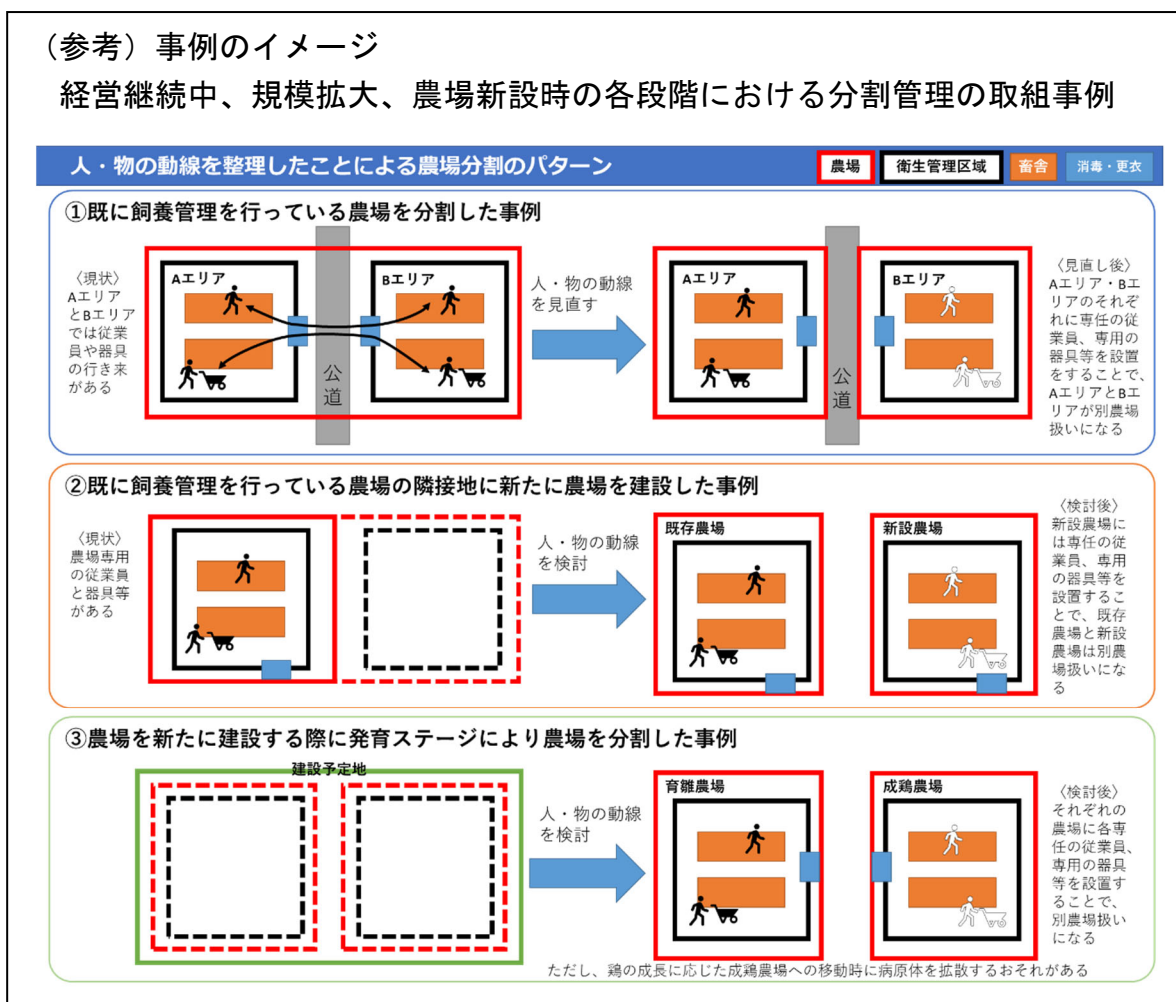 （参考）事例のイメージ
経営継続中、規模拡大、農場新設時の各段階における分割管理の取組事例
人・物の動線を整理したことによる農場分割のパターン
農場
衛生管理区域
畜舎
消毒・更衣
①既に飼養管理を行っている農場を分割した事例
〈現状〉
Aエリア
とBエリア
では従業
員や器具
の行き来
がある
Aエリア
公道
Bエリア
人・物の動線
を見直す
Aエリア
公道
Bエリア
〈見直し後〉
Aエリア・Bエ
リアのそれぞ
れに専任の従
業員、専用の
器具等を設置
をすることで、
AエリアとBエ
リアが別農場
扱いになる
②既に飼養管理を行っている農場の隣接地に新たに農場を建設した事例
〈現状〉
農場専用
の従業員
と器具等
がある
人・物の動線
を検討
既存農場
新設農場
〈検討後〉
新設農場に
は専任の従
業員、専用
の器具等を
設置するこ
とで、既存
農場と新設
農場は別農
場扱いにな
る
③農場を新たに建設する際に発育ステージにより農場を分割した事例
建設予定地
人・物の動線
を検討
育雛農場
成鶏農場
〈検討後〉
それぞれの
農場に各専
任の従業員、
専用の器具
等を設置す
ることで、
別農場扱い
になる
ただし、鶏の成長に応じた成鶏農場への移動時に病原体を拡散するおそれがある